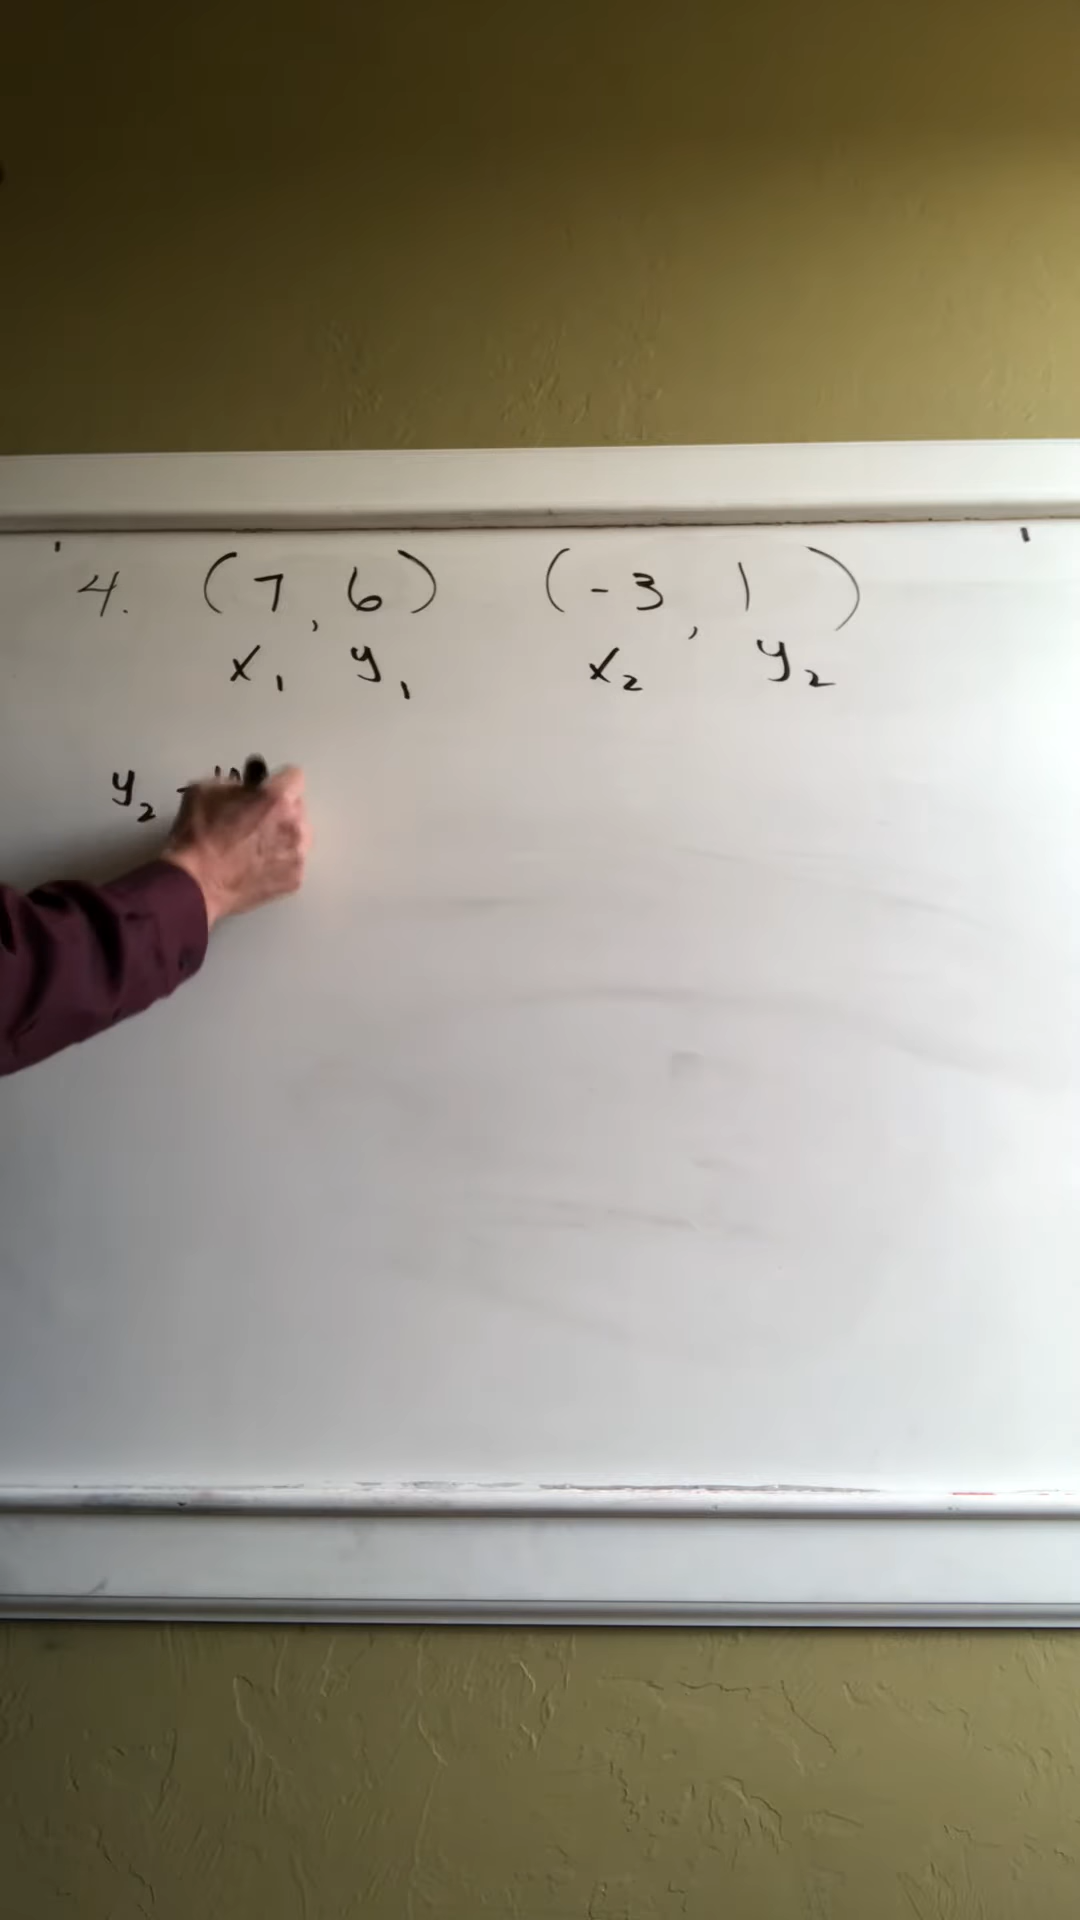 4. (7, 6) (-3, 1)
x₁ y₁ x₂ y₂
y₂ -